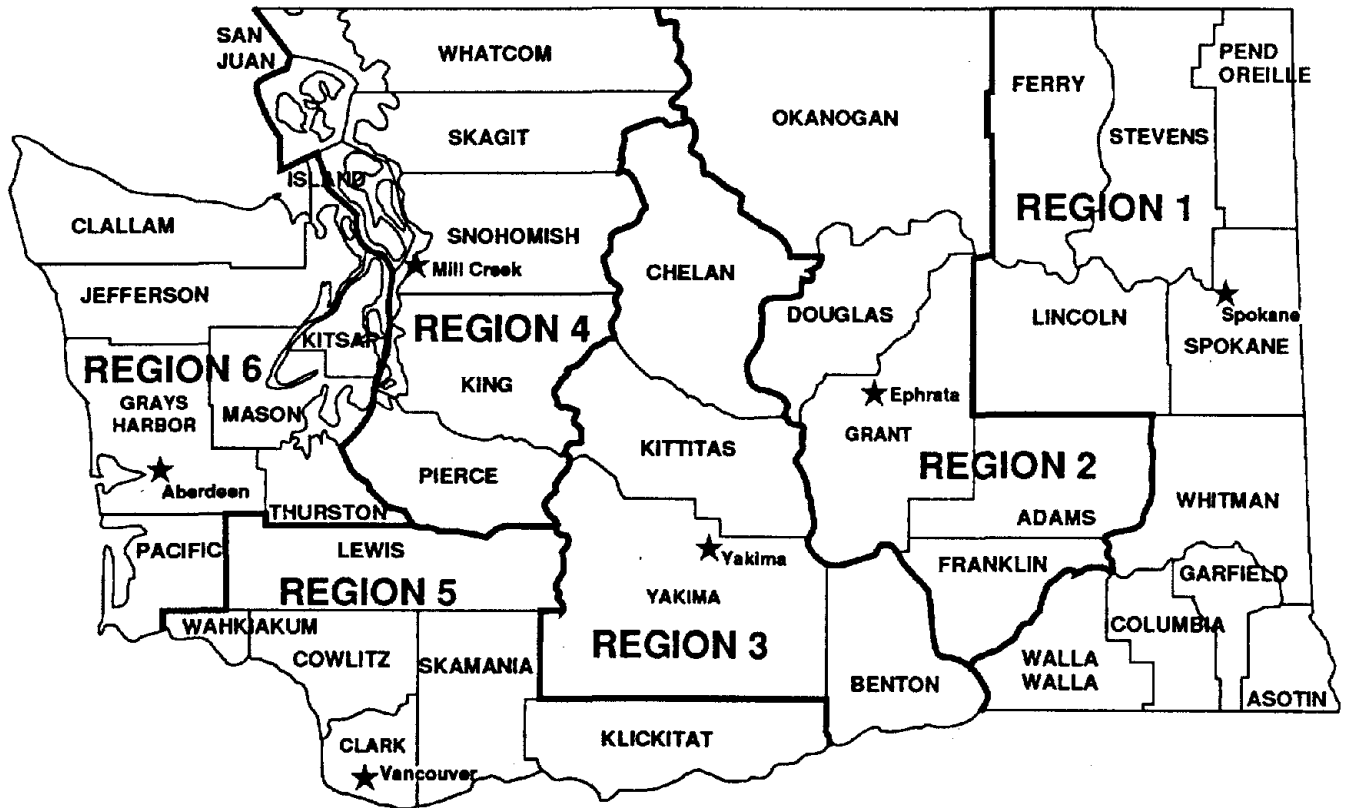 SAN
JUAN
WHATCOM
SKAGIT
ISLAND
SNOHOMISH
Mill Creek
CLALLAM
JEFFERSON
KITSAP
REGION 4
KING
REGION 6
GRAYS
HARBOR
MASON
Aberdeen
PIERCE
THURSTON
PACIFIC
LEWIS
REGION 5
WAHKIAKUM
COWLITZ
SKAMANIA
CLARK
Vancouver
OKANOGAN
CHELAN
DOUGLAS
Ephrata
GRANT
REGION 2
ADAMS
FRANKLIN
KITTITAS
Yakima
YAKIMA
REGION 3
BENTON
KLICKITAT
FERRY
STEVENS
PEND
OREILLE
REGION 1
LINCOLN
Spokane
SPOKANE
WHITMAN
GARFIELD
COLUMBIA
WALLA
WALLA
ASOTIN